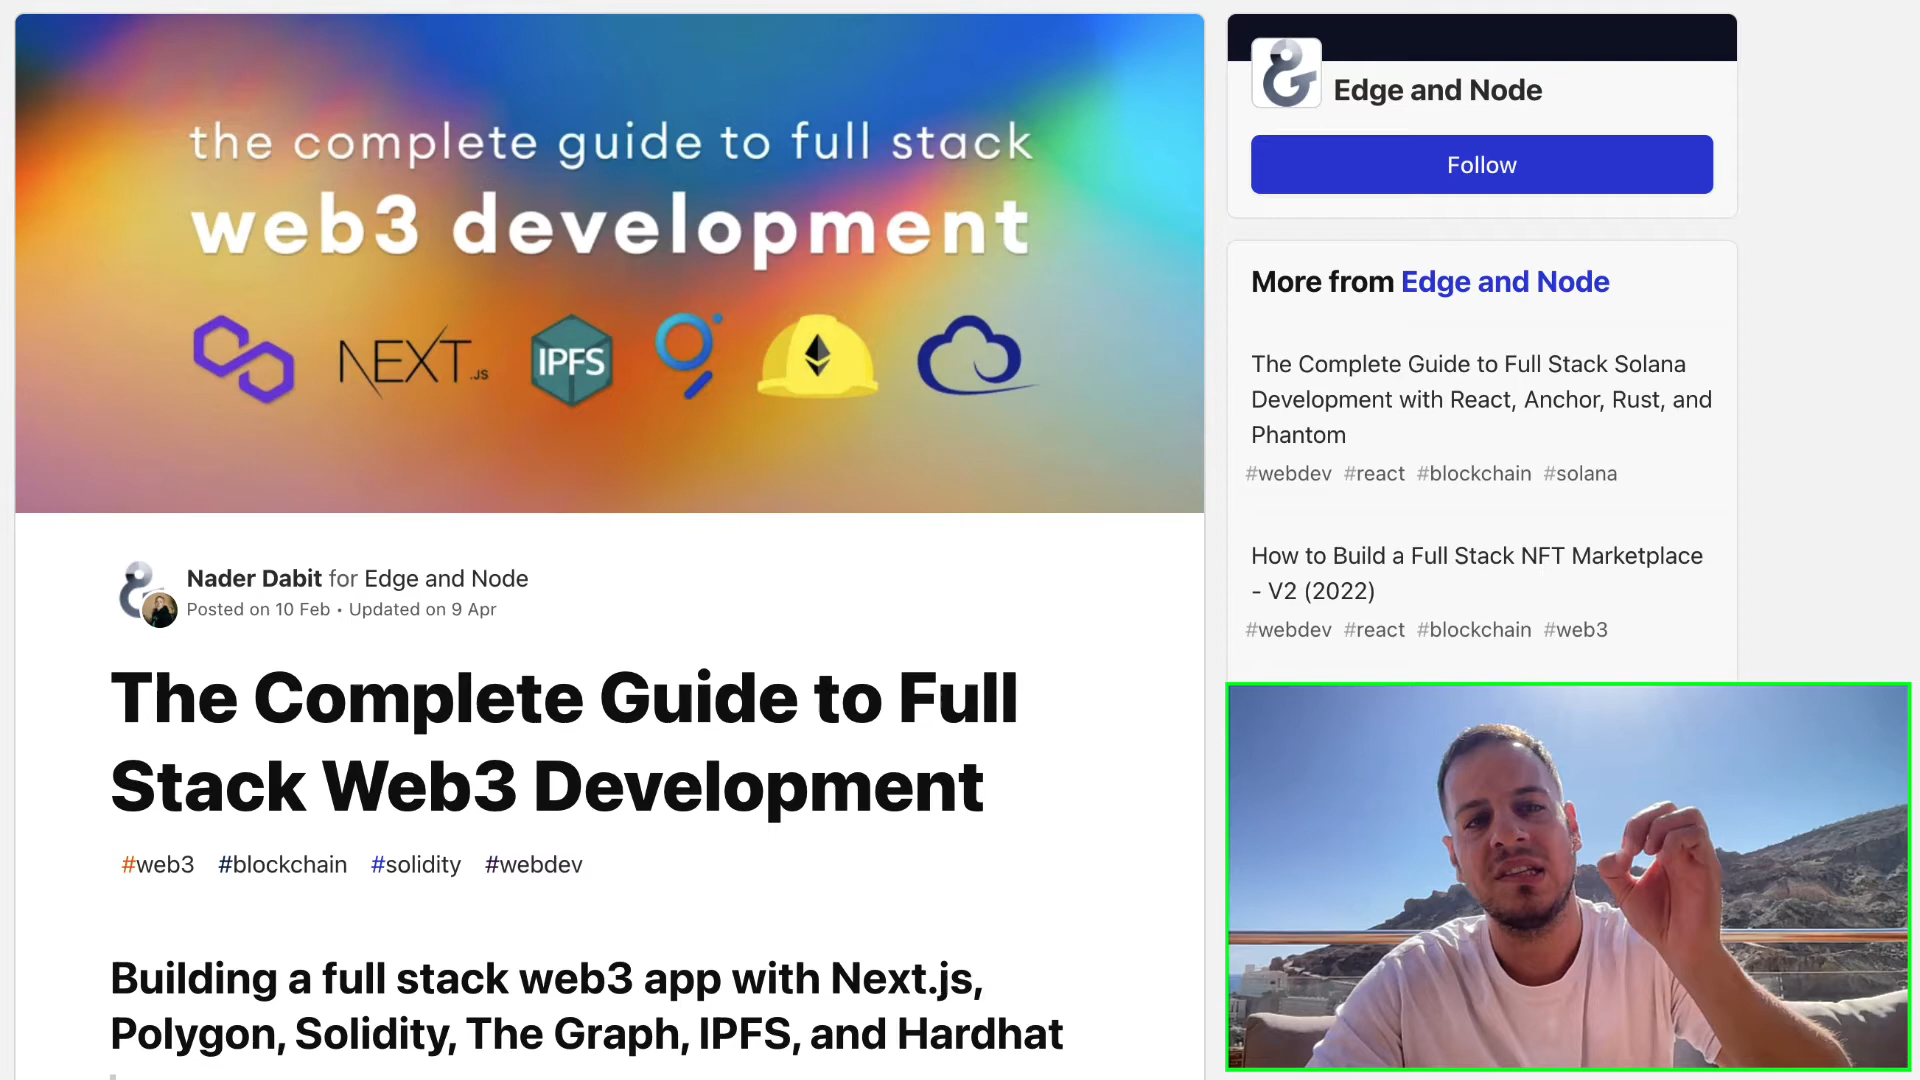 the complete guide to full stack
web3 development
NEXT.JS
IPFS
Nader Dabit for Edge and Node
Posted on 10 Feb • Updated on 9 Apr
The Complete Guide to Full
Stack Web3 Development
#web3 #blockchain #solidity #webdev
Building a full stack web3 app with Next.js,
Polygon, Solidity, The Graph, IPFS, and Hardhat
Edge and Node
Follow
More from Edge and Node
The Complete Guide to Full Stack Solana
Development with React, Anchor, Rust, and
Phantom
#webdev #react #blockchain #solana
How to Build a Full Stack NFT Marketplace
- V2 (2022)
#webdev #react #blockchain #web3